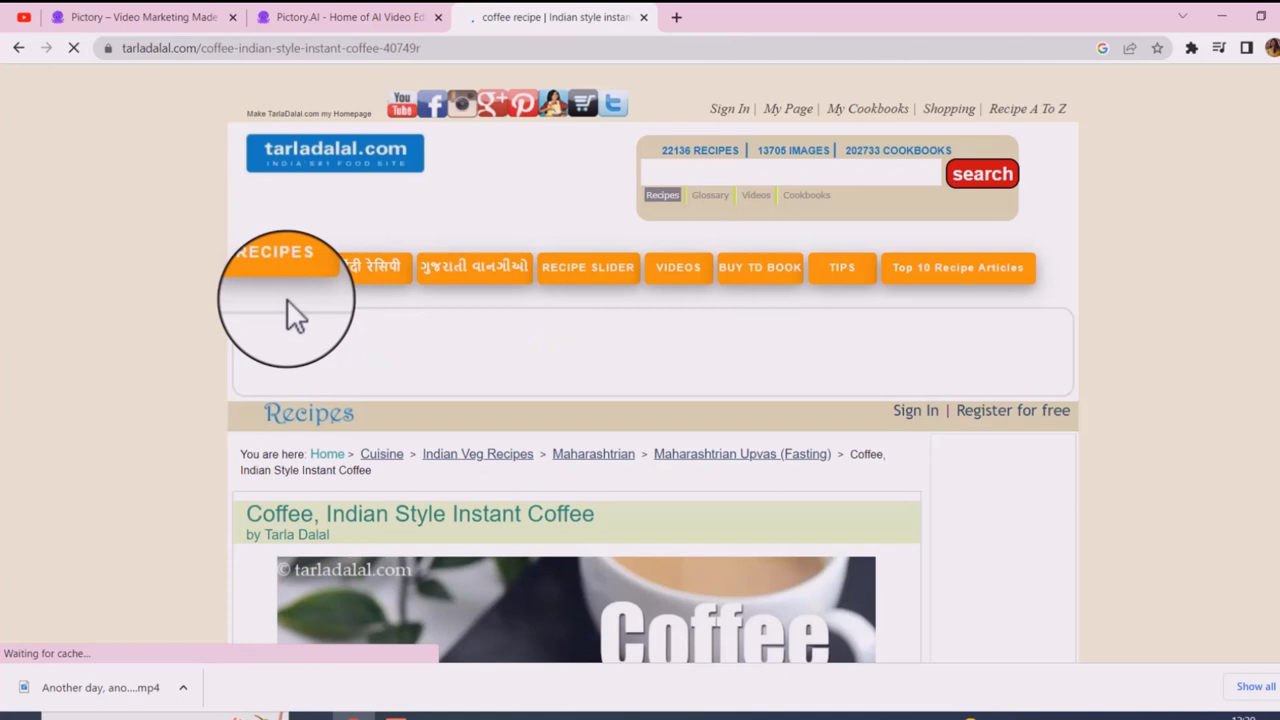 Pictory – Video Marketing Made
Pictory.AI - Home of AI Video Ed
coffee recipe | Indian style instan
tarladalal.com/coffee-indian-style-instant-coffee-40749r
Make TarlaDalal.com my Homepage
You
Tube
Sign In | My Page | My Cookbooks | Shopping | Recipe A To Z
tarladalal.com
INDIA'S #1 FOOD SITE
22136 RECIPES | 13705 IMAGES | 202733 COOKBOOKS
search
Recipes | Glossary | Videos | Cookbooks
RECIPES
हिंदी रेसिपी
ગુજરાતી વાનગીઓ
RECIPE SLIDER
VIDEOS
BUY TD BOOK
TIPS
Top 10 Recipe Articles
Recipes
Sign In | Register for free
You are here: Home > Cuisine > Indian Veg Recipes > Maharashtrian > Maharashtrian Upvas (Fasting) > Coffee,
Indian Style Instant Coffee
Coffee, Indian Style Instant Coffee
by Tarla Dalal
© tarladalal.com
Coffee
Waiting for cache...
Another day, ano....mp4
Show all